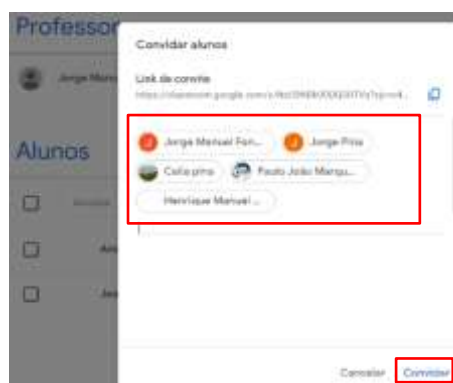 Professor
Jorge
Alunos
Convidar alunos
Link de convite
Jorge Manuel Fon...
Jorge Pina
Celia pina
Paulo João Marqu...
Henrique Manuel ...
Cancelar
Convidar